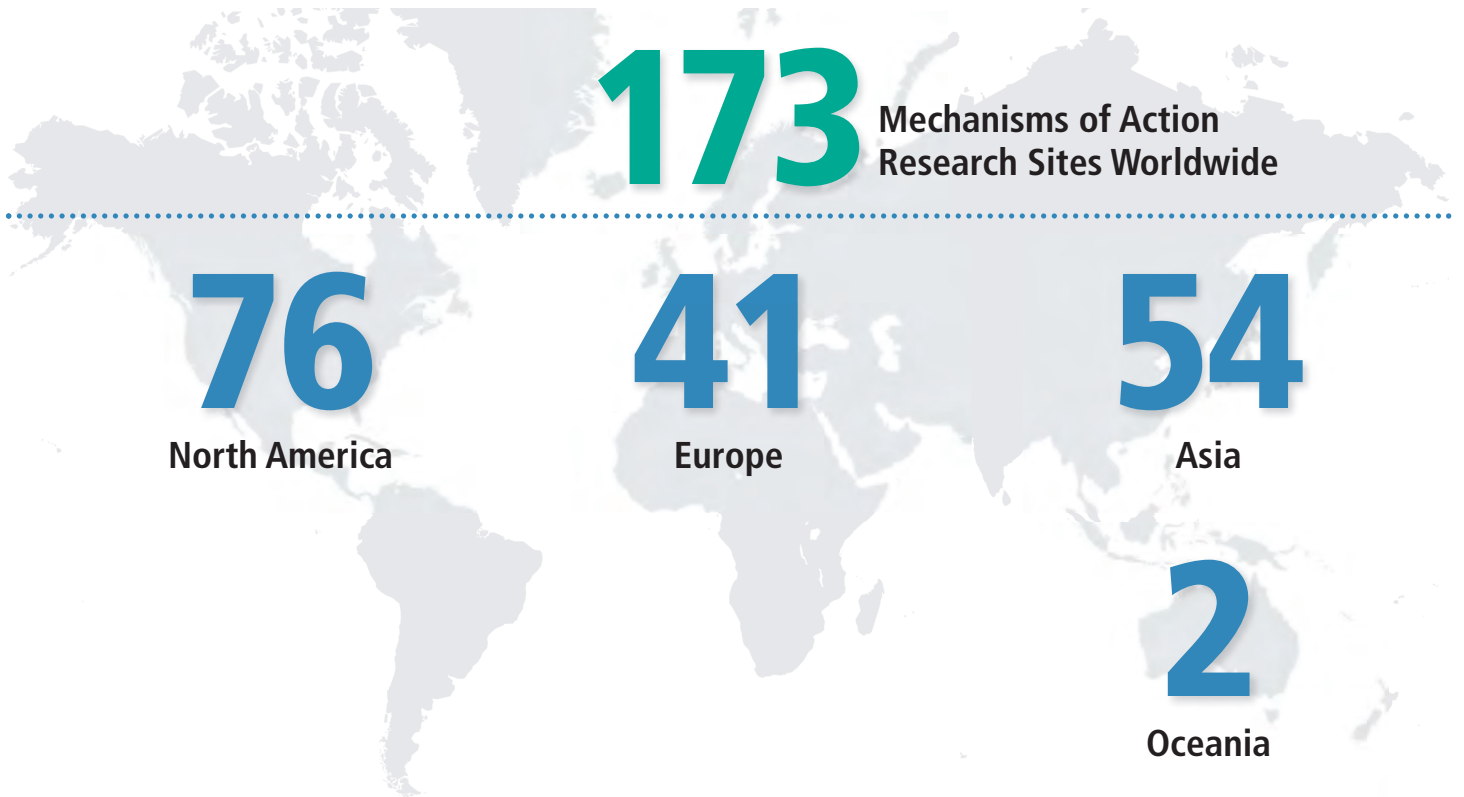 173
Mechanisms of Action
Research Sites Worldwide
76
North America
41
Europe
54
Asia
2
Oceania